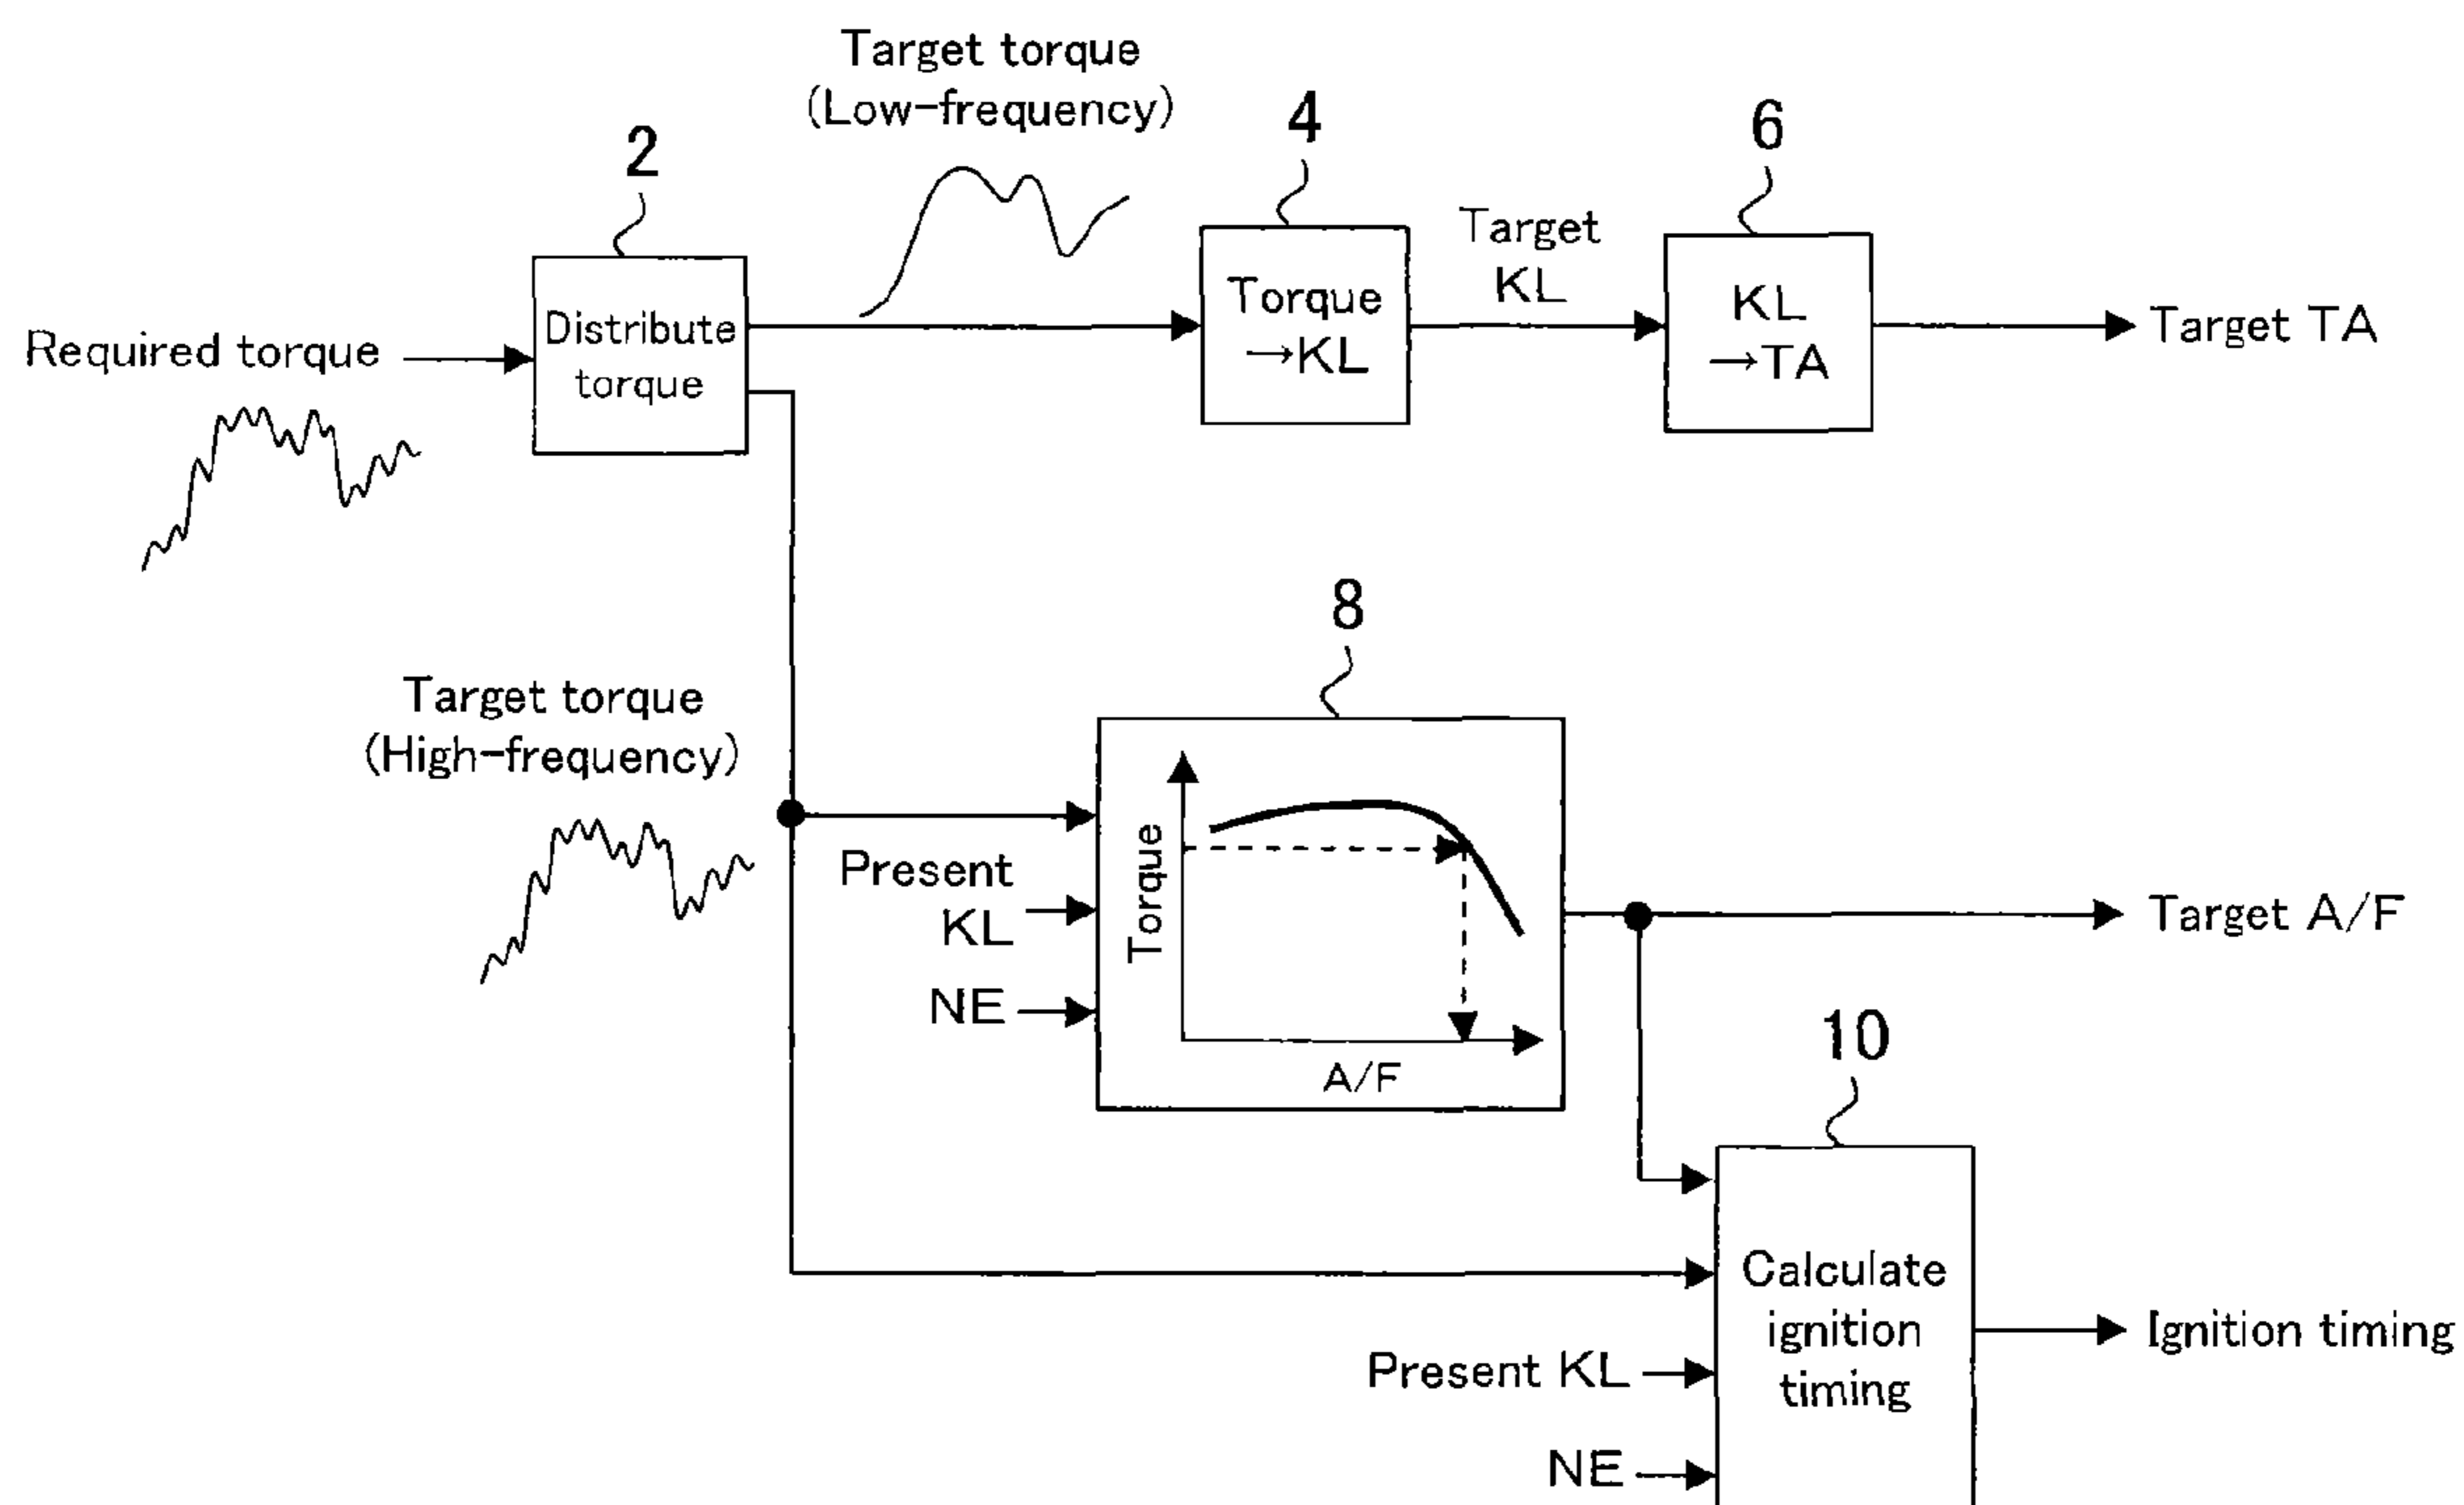 Target torque
(Low-frequency)
2
4
6
Required torque
Distribute
torque
Torque
→KL
Target
KL
KL
→TA
Target TA
Target torque
(High-frequency)
8
Present
KL
NE
Torque
A/F
Target A/F
10
Calculate
ignition
timing
Present KL
NE
Ignition timing